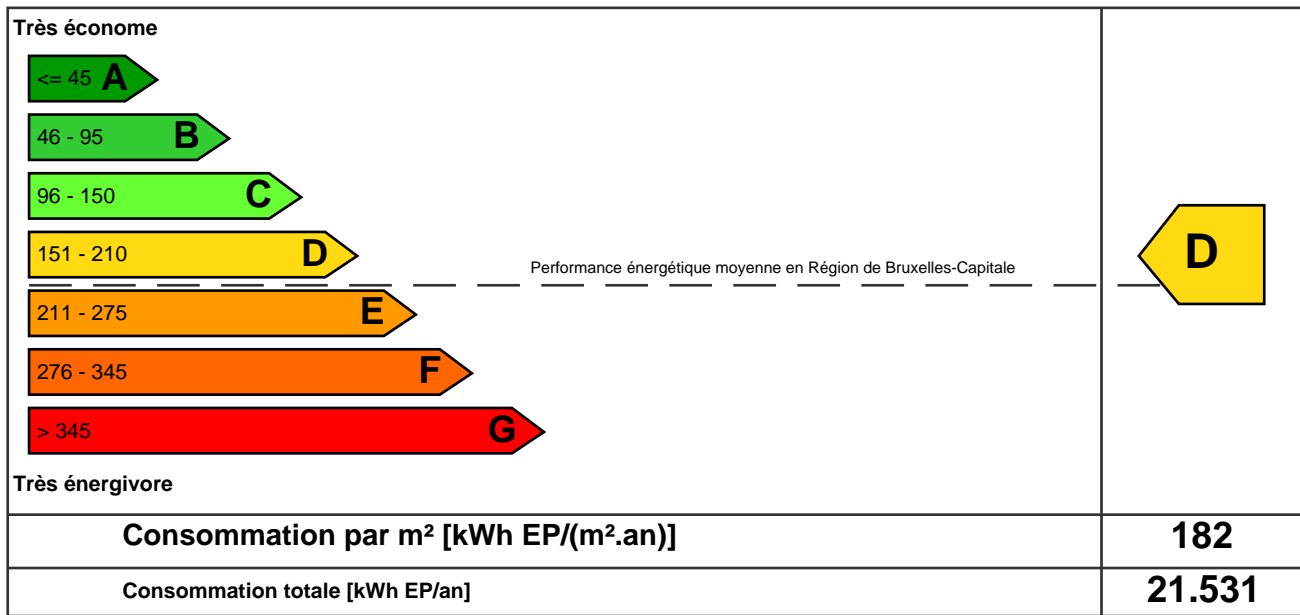 Très économe
<= 45 A
46 - 95 B
96 - 150 C
151 - 210 D
Performance énergétique moyenne en Région de Bruxelles-Capitale
D
211 - 275 E
276 - 345 F
> 345 G
Très énergivore
Consommation par m² [kWh EP/(m².an)] 182
Consommation totale [kWh EP/an] 21.531